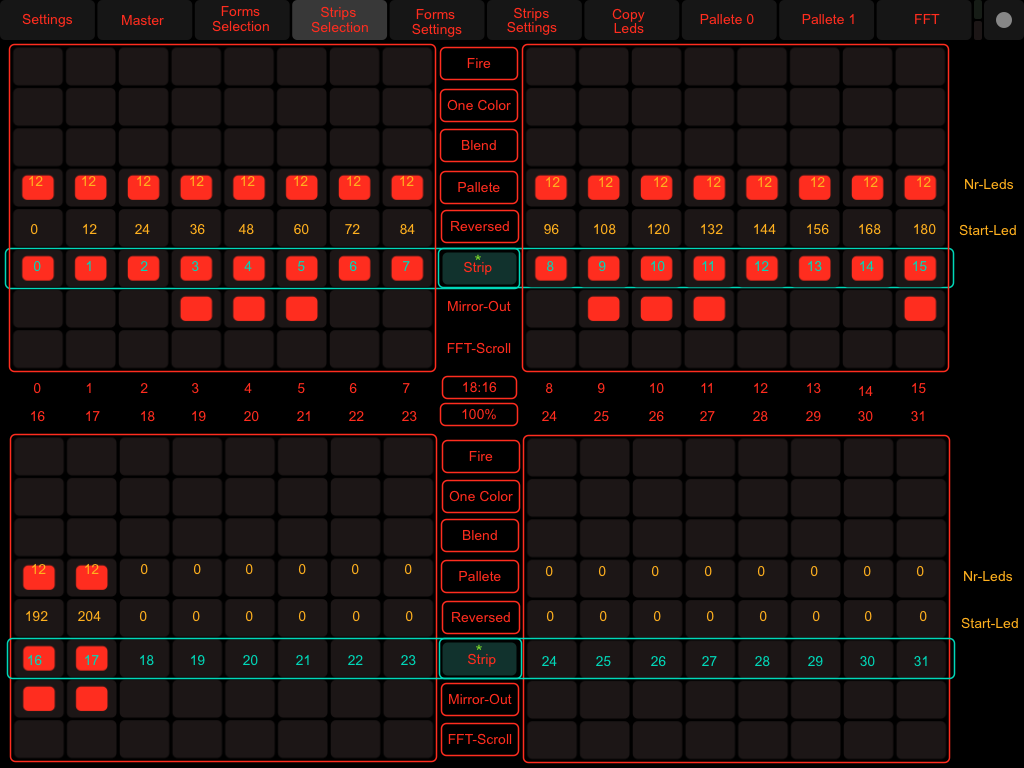 Settings Master Forms Selection Strips Selection Forms Settings Strips Settings Copy Leds Pallete 0 Pallete 1 FFT
Fire
One Color
Blend
12 12 12 12 12 12 12 12 Pallete 12 12 12 12 12 12 12 12 Nr-Leds
0 12 24 36 48 60 72 84 Reversed 96 108 120 132 144 156 168 180 Start-Led
*
0 1 2 3 4 5 6 7 Strip 8 9 10 11 12 13 14 15
Mirror-Out
FFT-Scroll
0 1 2 3 4 5 6 7 18:16 8 9 10 11 12 13 14 15
16 17 18 19 20 21 22 23 100% 24 25 26 27 28 29 30 31
Fire
One Color
Blend
12 12 0 0 0 0 0 0 Pallete 0 0 0 0 0 0 0 0 Nr-Leds
192 204 0 0 0 0 0 0 Reversed 0 0 0 0 0 0 0 0 Start-Led
*
16 17 18 19 20 21 22 23 Strip 24 25 26 27 28 29 30 31
Mirror-Out
FFT-Scroll